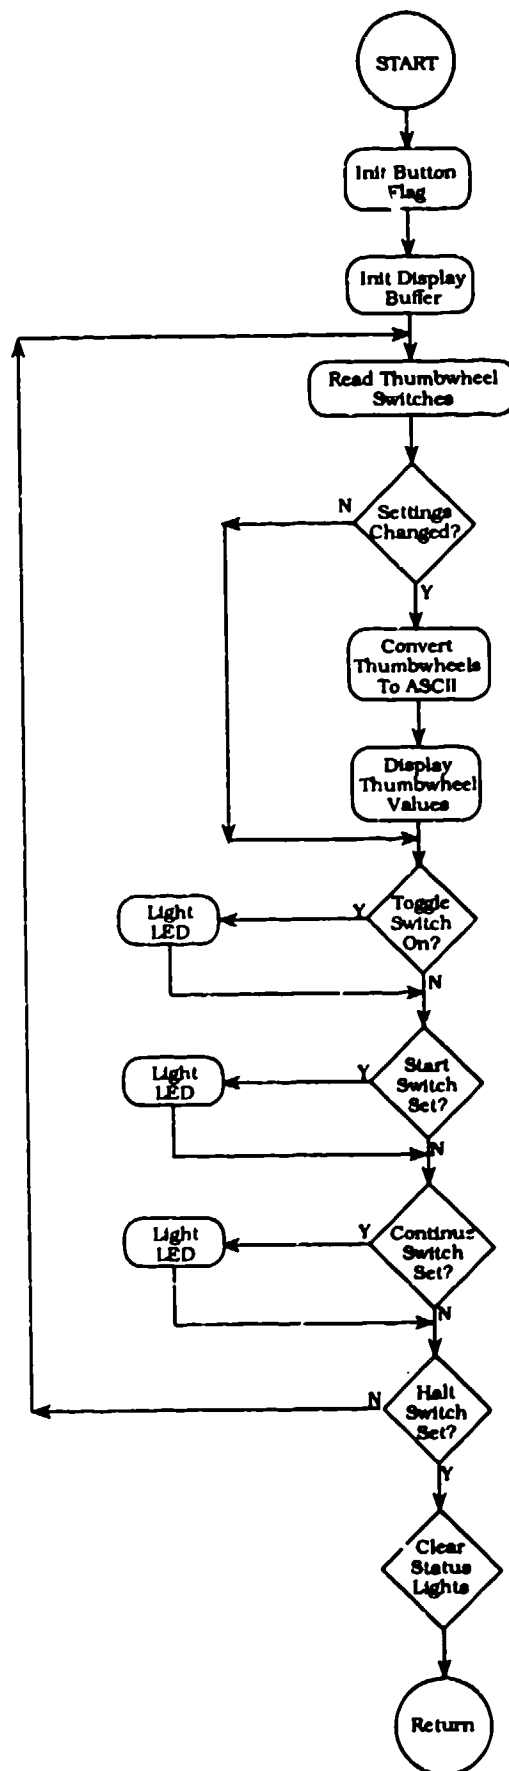 START
Init Button
Flag
Init Display
Buffer
Read Thumbwheel
Switches
N
Settings
Changed?
Y
Convert
Thumbwheels
To ASCII
Display
Thumbwheel
Values
Light
LED
Y
Toggle
Switch
On?
N
Light
LED
Y
Start
Switch
Set?
N
Light
LED
Y
Continue
Switch
Set?
N
N
Halt
Switch
Set?
Y
Clear
Status
Lights
Return